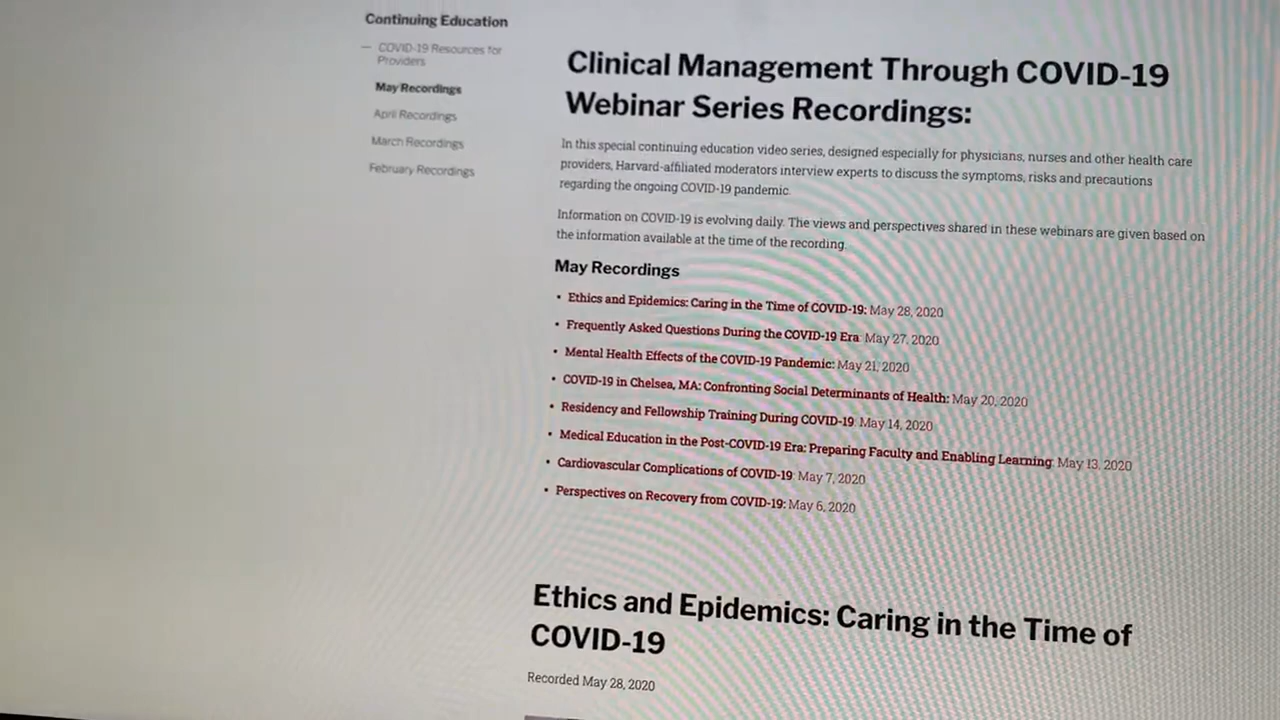 Continuing Education
— COVID-19 Resources for
Providers
May Recordings
April Recordings
March Recordings
February Recordings
Clinical Management Through COVID-19
Webinar Series Recordings:
In this special continuing education video series, designed especially for physicians, nurses and other health care
providers, Harvard-affiliated moderators interview experts to discuss the symptoms, risks and precautions
regarding the ongoing COVID-19 pandemic.
Information on COVID-19 is evolving daily. The views and perspectives shared in these webinars are given based on
the information available at the time of the recording.
May Recordings
• Ethics and Epidemics: Caring in the Time of COVID-19: May 28, 2020
• Frequently Asked Questions During the COVID-19 Era: May 27, 2020
• Mental Health Effects of the COVID-19 Pandemic: May 21, 2020
• COVID-19 in Chelsea, MA: Confronting Social Determinants of Health: May 20, 2020
• Residency and Fellowship Training During COVID-19: May 14, 2020
• Medical Education in the Post-COVID-19 Era: Preparing Faculty and Enabling Learning: May 13, 2020
• Cardiovascular Complications of COVID-19: May 7, 2020
• Perspectives on Recovery from COVID-19: May 6, 2020
Ethics and Epidemics: Caring in the Time of
COVID-19
Recorded May 28, 2020